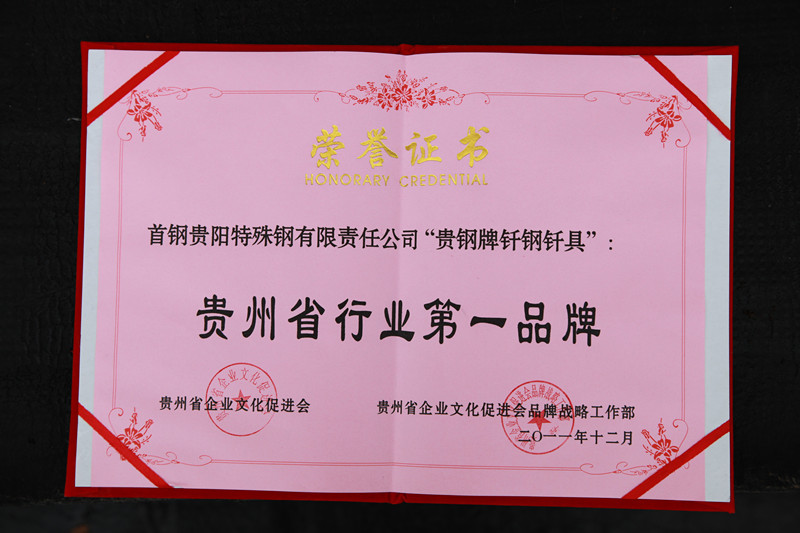 荣誉证书
HONORARY CREDENTIAL
首钢贵阳特殊钢有限责任公司“贵钢牌钎钢钎具”：
贵州省行业第一品牌
贵州省企业文化促进会
贵州省企业文化促进会品牌战略工作部
二〇一一年十二月